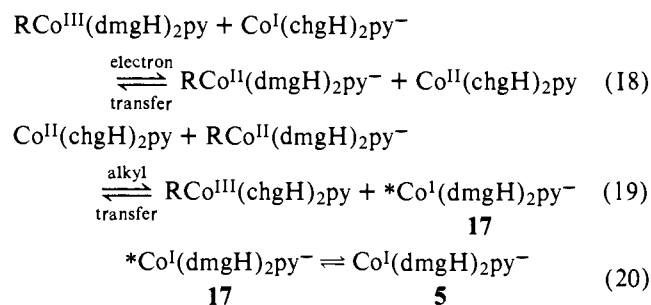 RCo^III(dmgH)₂py + Co^I(chgH)₂py⁻
electron
⇌ RCo^II(dmgH)₂py⁻ + Co^II(chgH)₂py (18)
transfer
Co^II(chgH)₂py + RCo^II(dmgH)₂py⁻
alkyl
⇌ RCo^III(chgH)₂py + *Co^1(dmgH)₂py⁻ (19)
transfer
17
*Co^I(dmgH)₂py⁻ ⇌ Co^I(dmgH)₂py⁻ (20)
17 5